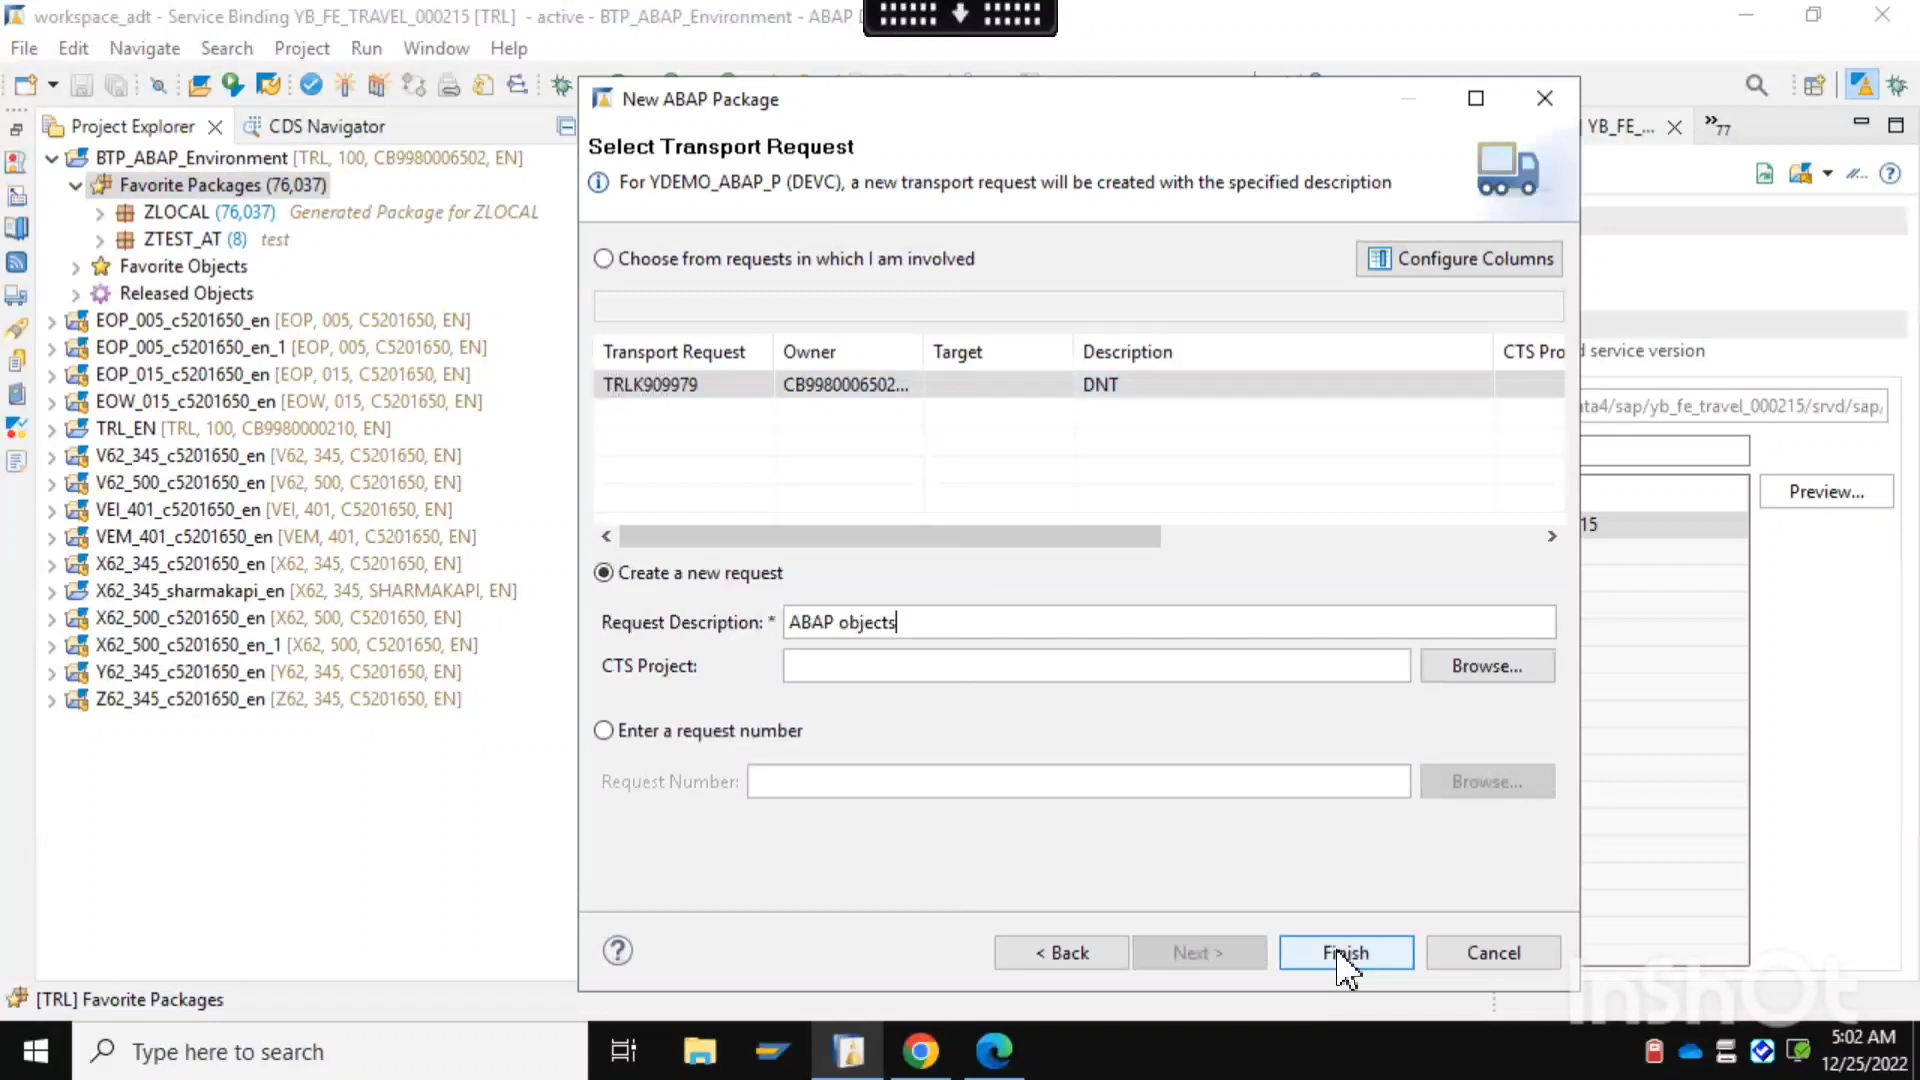 workspace_adt - Service Binding YB_FE_TRAVEL_000215 [TRL] - active - BTP_ABAP_Environment - ABAP
File Edit Navigate Search Project Run Window Help
Project Explorer
CDS Navigator
BTP_ABAP_Environment [TRL, 100, CB9980006502, EN]
Favorite Packages (76,037)
ZLOCAL (76,037) Generated Package for ZLOCAL
ZTEST_AT (8) test
Favorite Objects
Released Objects
EOP_005_c5201650_en [EOP, 005, C5201650, EN]
EOP_005_c5201650_en_1 [EOP, 005, C5201650, EN]
EOP_015_c5201650_en [EOP, 015, C5201650, EN]
EOW_015_c5201650_en [EOW, 015, C5201650, EN]
TRL_EN [TRL, 100, CB9980000210, EN]
V62_345_c5201650_en [V62, 345, C5201650, EN]
V62_500_c5201650_en [V62, 500, C5201650, EN]
VEI_401_c5201650_en [VEI, 401, C5201650, EN]
VEM_401_c5201650_en [VEM, 401, C5201650, EN]
X62_345_c5201650_en [X62, 345, C5201650, EN]
X62_345_sharmakapi_en [X62, 345, SHARMAKAPI, EN]
X62_500_c5201650_en [X62, 500, C5201650, EN]
X62_500_c5201650_en_1 [X62, 500, C5201650, EN]
Y62_345_c5201650_en [Y62, 345, C5201650, EN]
Z62_345_c5201650_en [Z62, 345, C5201650, EN]
[TRL] Favorite Packages
New ABAP Package
Select Transport Request
For YDEMO_ABAP_P (DEVC), a new transport request will be created with the specified description
Choose from requests in which I am involved
Configure Columns
Transport Request Owner Target Description CTS Pro
TRLK909979 CB9980006502... DNT
Create a new request
Request Description: * ABAP objects
CTS Project:
Browse...
Enter a request number
Request Number:
Browse...
< Back
Next >
Finish
Cancel
YB_FE_...
77
d service version
ata4/sap/yb_fe_travel_000215/srvd/sap/
Preview...
15
InShOt
Type here to search
5:02 AM
12/25/2022